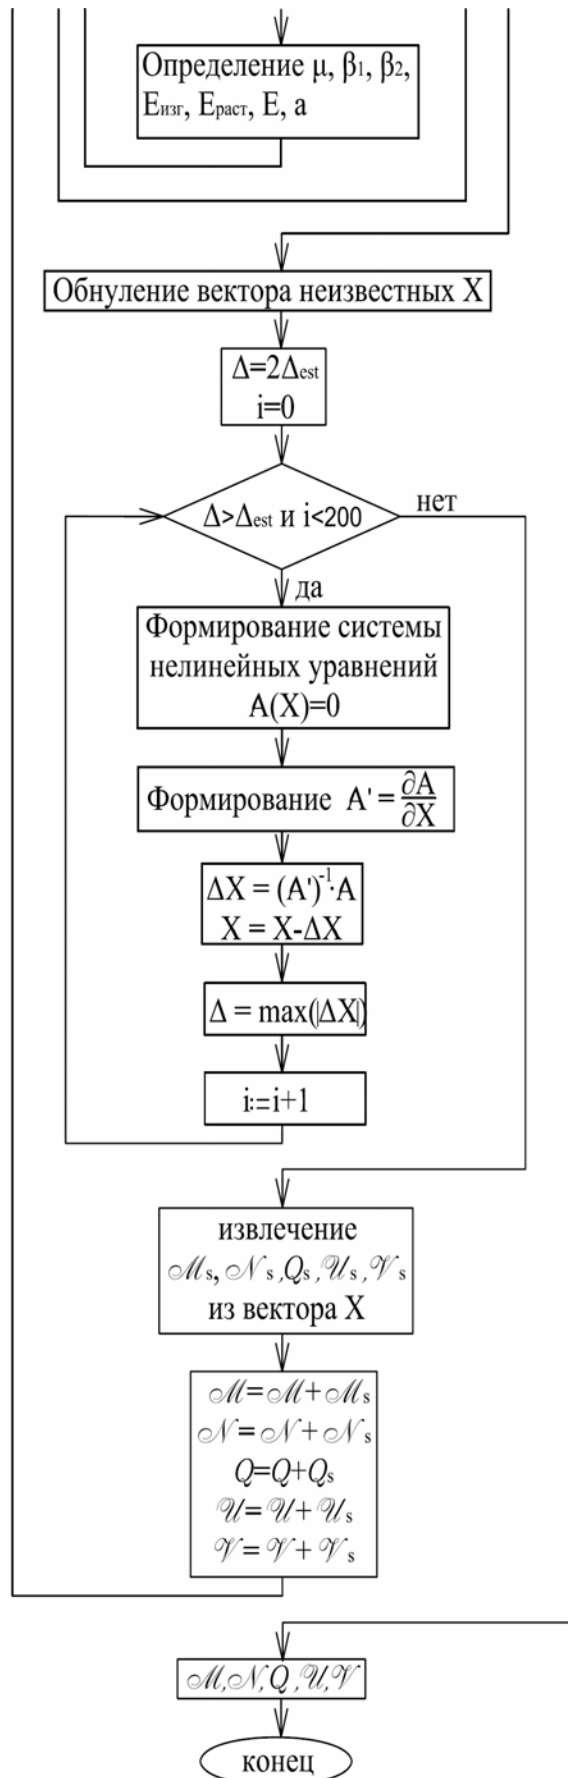 Определение μ, β₁, β₂,
Eизг, Eраст, E, a
Обнуление вектора неизвестных X
Δ=2Δest
i=0
Δ>Δest и i<200
нет
да
Формирование системы
нелинейных уравнений
A(X)=0
Формирование A' = ∂A/∂X
ΔX = (A')⁻¹·A
X = X-ΔX
Δ = max(|ΔX|)
i:=i+1
извлечение
ℳs, 𝒩s, Qs, 𝒰s, 𝒱s
из вектора X
ℳ=ℳ+ℳs
𝒩=𝒩+𝒩s
Q=Q+Qs
𝒰=𝒰+𝒰s
𝒱=𝒱+𝒱s
ℳ,𝒩,Q,𝒰,𝒱
конец